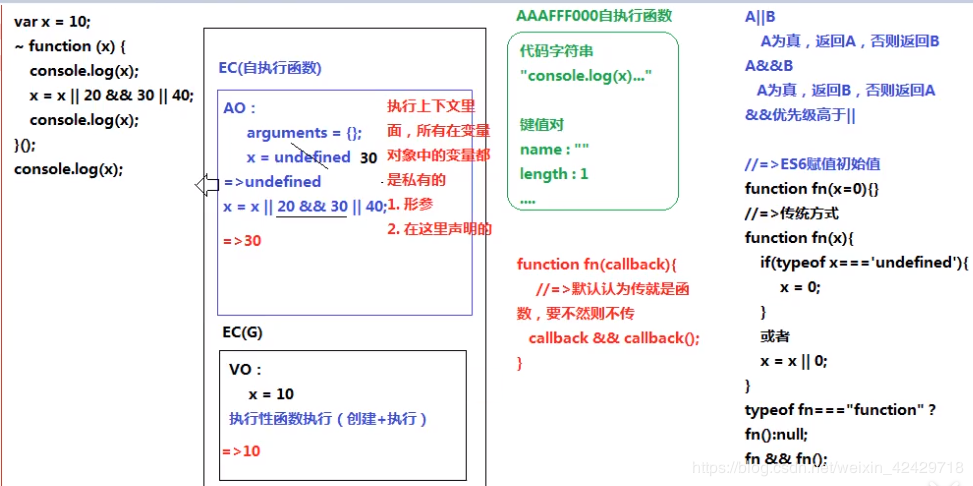 var x = 10;
~ function (x) {
console.log(x);
x = x || 20 && 30 || 40;
console.log(x);
}();
console.log(x);
EC(自执行函数)
AO：
arguments = {};
x = undefined 30
=>undefined
x = x || 20 && 30 || 40;
=>30
执行上下文里
面，所有在变量
对象中的变量都
是私有的
1. 形参
2. 在这里声明的
EC(G)
VO：
x = 10
执行性函数执行（创建+执行）
=>10
AAAFFF000自执行函数
代码字符串
"console.log(x)..."
键值对
name : ""
length : 1
....
function fn(callback){
//=>默认认为传就是函
数，要不然则不传
callback && callback();
}
A||B
A为真，返回A，否则返回B
A&&B
A为真，返回B，否则返回A
&&优先级高于||
//=>ES6赋值初始值
function fn(x=0){}
//=>传统方式
function fn(x){
if(typeof x==='undefined'){
x = 0;
}
或者
x = x || 0;
}
typeof fn==="function" ?
fn():null;
fn && fn();
https://blog.csdn.net/weixin_42429718